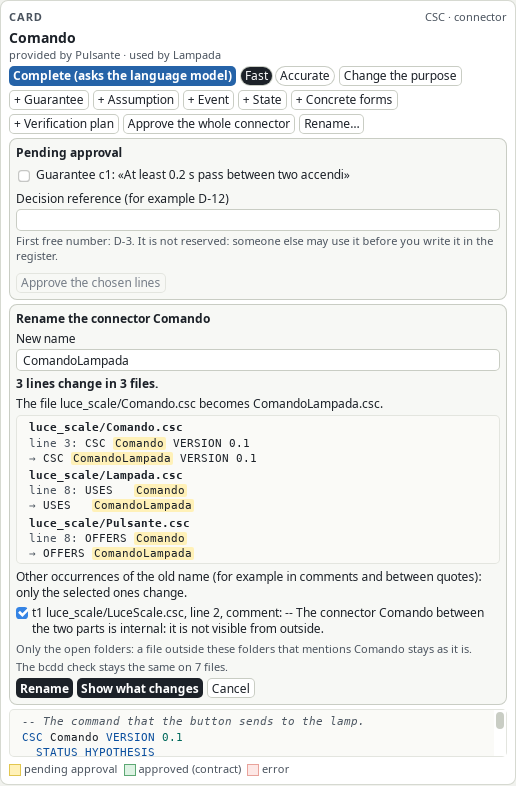 CARD CSC · connector
Comando
provided by Pulsante · used by Lampada
Complete (asks the language model) Fast Accurate Change the purpose
+ Guarantee + Assumption + Event + State + Concrete forms
+ Verification plan Approve the whole connector Rename...
Pending approval
Guarantee c1: «At least 0.2 s pass between two accendi»
Decision reference (for example D-12)
First free number: D-3. It is not reserved: someone else may use it before you write it in the
register.
Approve the chosen lines
Rename the connector Comando
New name
ComandoLampada
3 lines change in 3 files.
The file luce_scale/Comando.csc becomes ComandoLampada.csc.
luce_scale/Comando.csc
line 3: CSC Comando VERSION 0.1
→ CSC ComandoLampada VERSION 0.1
luce_scale/Lampada.csc
line 8: USES Comando
→ USES ComandoLampada
luce_scale/Pulsante.csc
line 8: OFFERS Comando
→ OFFERS ComandoLampada
Other occurrences of the old name (for example in comments and between quotes):
only the selected ones change.
t1 luce_scale/LuceScale.csc, line 2, comment: -- The connector Comando between
the two parts is internal: it is not visible from outside.
Only the open folders: a file outside these folders that mentions Comando stays as it is.
The bcdd check stays the same on 7 files.
Rename Show what changes Cancel
-- The command that the button sends to the lamp.
CSC Comando VERSION 0.1
STATUS HYPOTHESIS
pending approval approved (contract) error